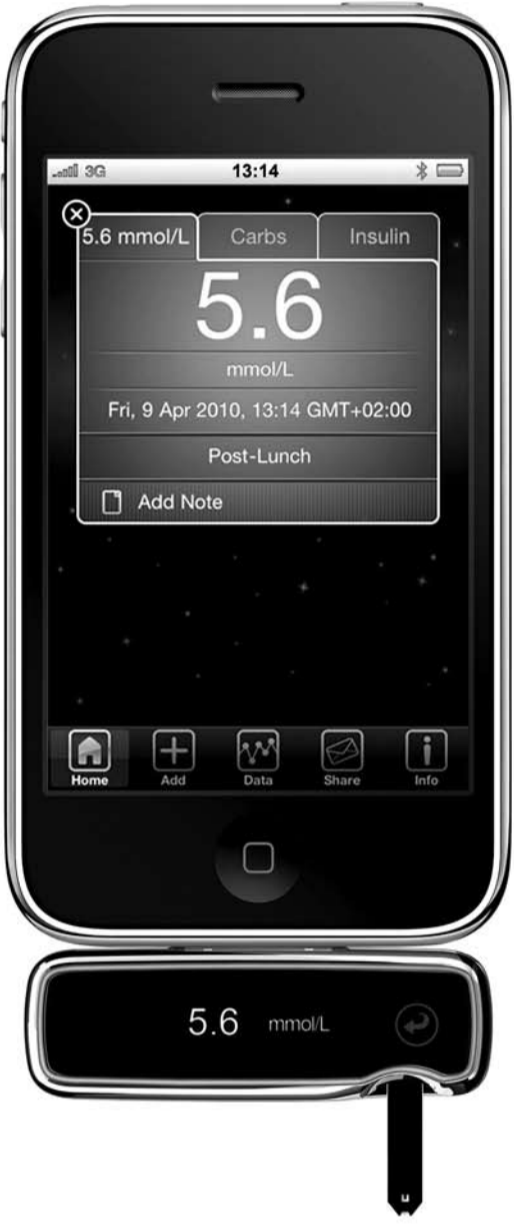 3G 13:14
5.6 mmol/L Carbs Insulin
5.6
mmol/L
Fri, 9 Apr 2010, 13:14 GMT+02:00
Post-Lunch
Add Note
Home Add Data Share Info
5.6 mmol/L